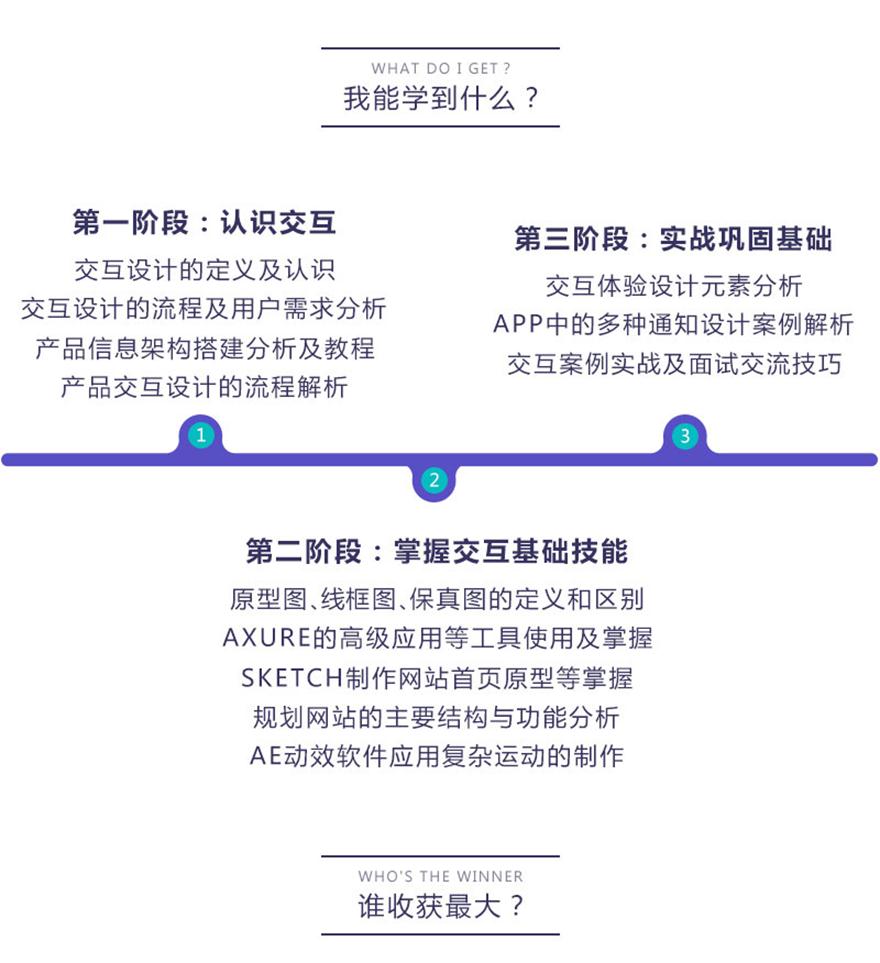 WHAT DO I GET?
我能学到什么？
第一阶段：认识交互
交互设计的定义及认识
交互设计的流程及用户需求分析
产品信息架构搭建分析及教程
产品交互设计的流程解析
1
第三阶段：实战巩固基础
交互体验设计元素分析
APP中的多种通知设计案例解析
交互案例实战及面试交流技巧
3
2
第二阶段：掌握交互基础技能
原型图、线框图、保真图的定义和区别
AXURE的高级应用等工具使用及掌握
SKETCH制作网站首页原型等掌握
规划网站的主要结构与功能分析
AE动效软件应用复杂运动的制作
WHO'S THE WINNER
谁收获最大？